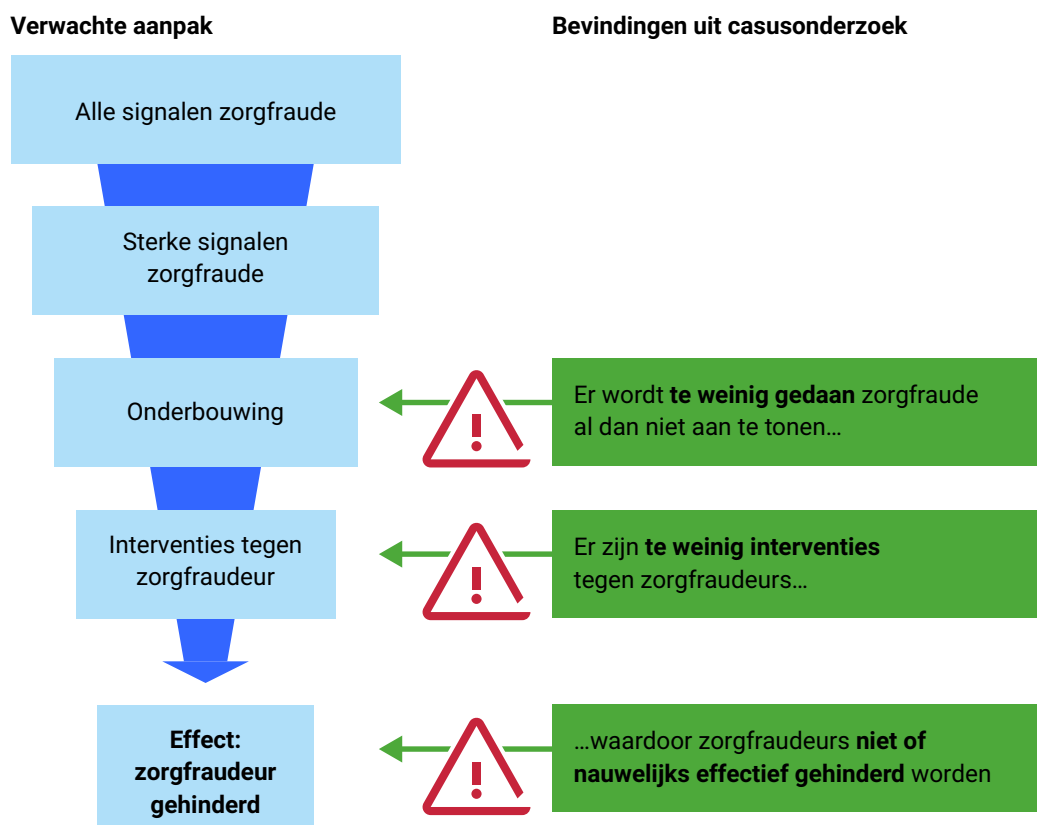 Verwachte aanpak
Bevindingen uit casusonderzoek
Alle signalen zorgfraude
Sterke signalen
zorgfraude
Onderbouwing
Er wordt te weinig gedaan zorgfraude
al dan niet aan te tonen…
Interventies tegen
zorgfraudeur
Er zijn te weinig interventies
tegen zorgfraudeurs…
Effect:
zorgfraudeur
gehinderd
…waardoor zorgfraudeurs niet of
nauwelijks effectief gehinderd worden